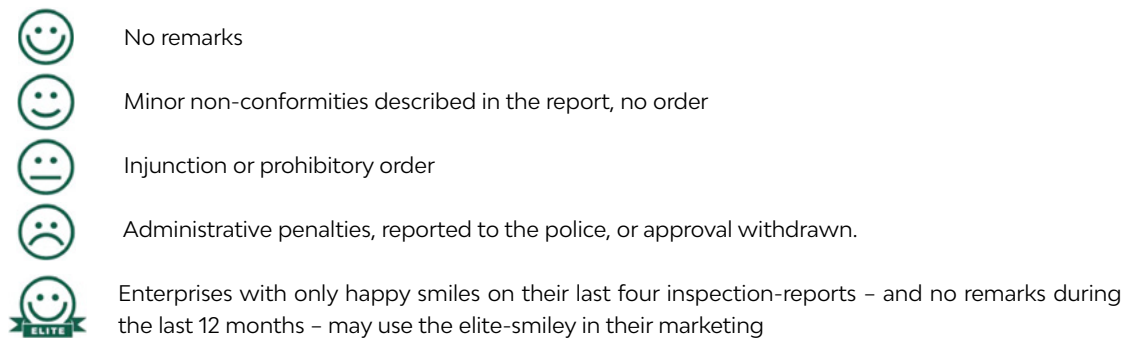 No remarks
Minor non-conformities described in the report, no order
Injunction or prohibitory order
Administrative penalties, reported to the police, or approval withdrawn.
Enterprises with only happy smiles on their last four inspection-reports – and no remarks during
the last 12 months – may use the elite-smiley in their marketing
ELITE